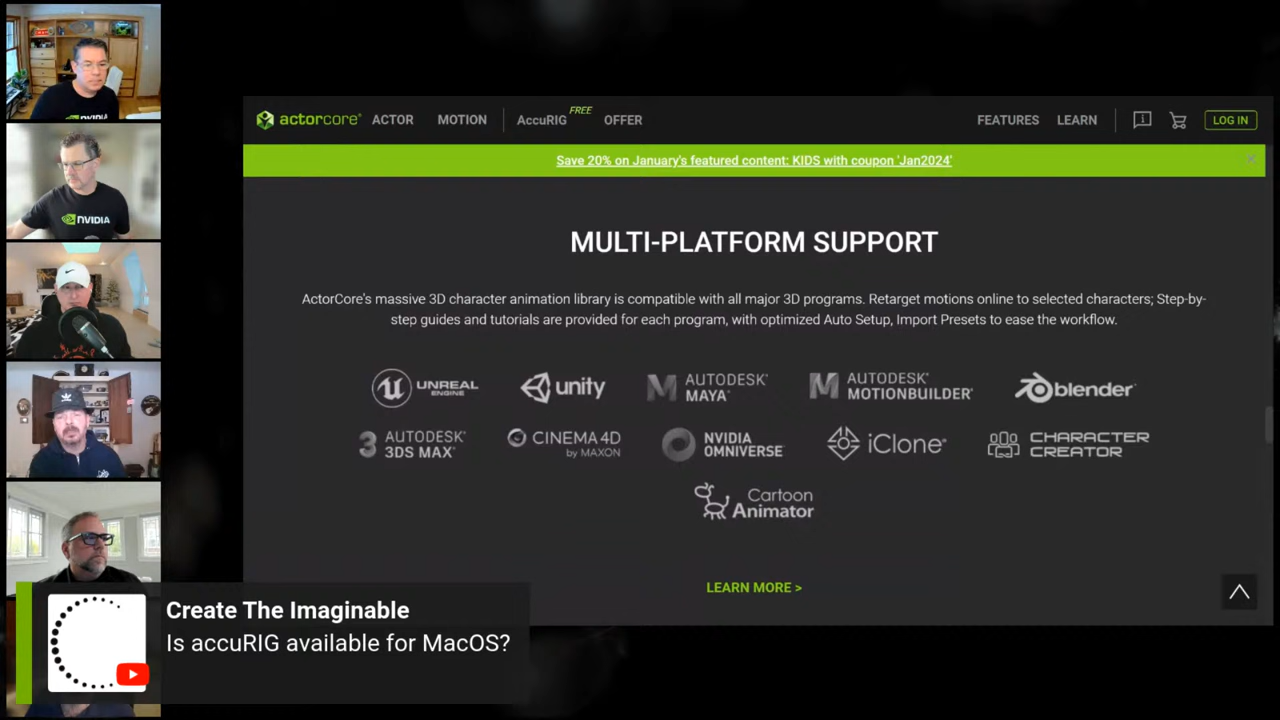 NVIDIA
NVIDIA
actorcore ACTOR MOTION AccuRIG FREE OFFER FEATURES LEARN LOG IN
Save 20% on January's featured content: KIDS with coupon 'Jan2024'
MULTI-PLATFORM SUPPORT
ActorCore's massive 3D character animation library is compatible with all major 3D programs. Retarget motions online to selected characters; Step-by-
step guides and tutorials are provided for each program, with optimized Auto Setup, Import Presets to ease the workflow.
UNREAL ENGINE
unity
AUTODESK® MAYA®
AUTODESK® MOTIONBUILDER®
blender
3 AUTODESK® 3DS MAX®
CINEMA 4D BY MAXON
NVIDIA OMNIVERSE
iClone®
CHARACTER CREATOR
Cartoon Animator
LEARN MORE >
Create The Imaginable
Is accuRIG available for MacOS?